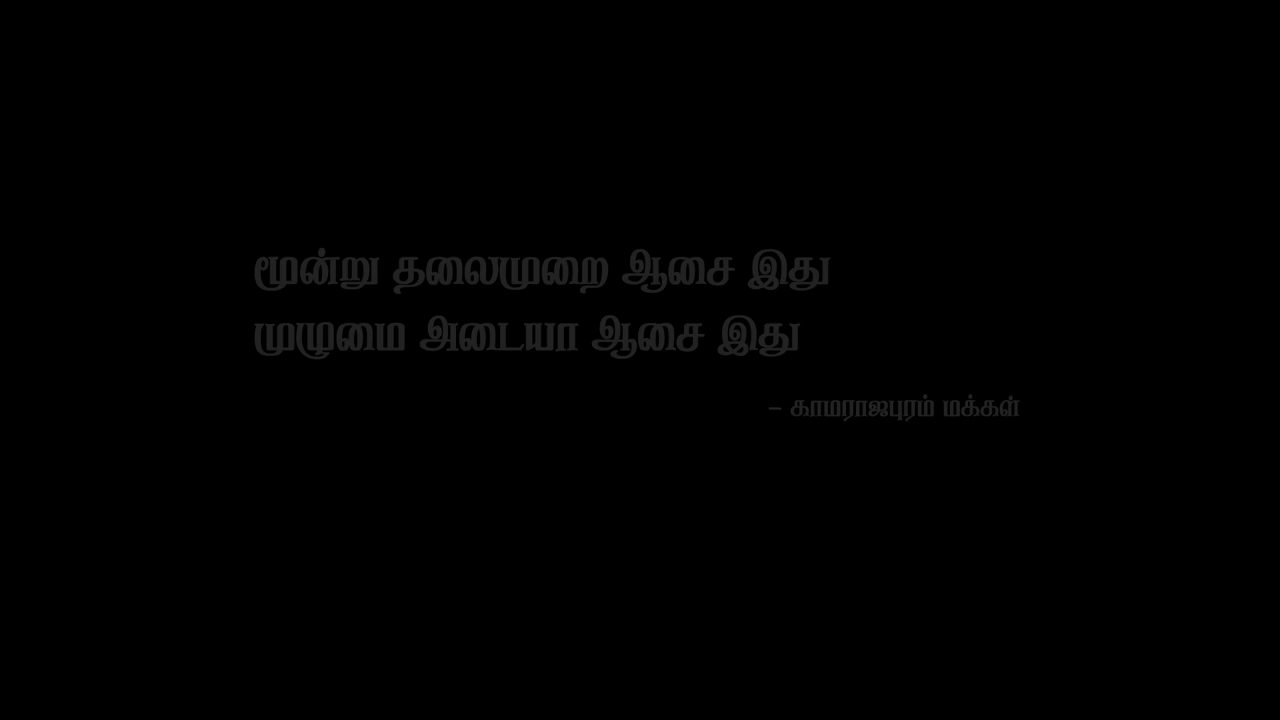 மூன்று தலைமுறை ஆசை இது
முழுமை அடையா ஆசை இது
- காமராஜபுரம் மக்கள்